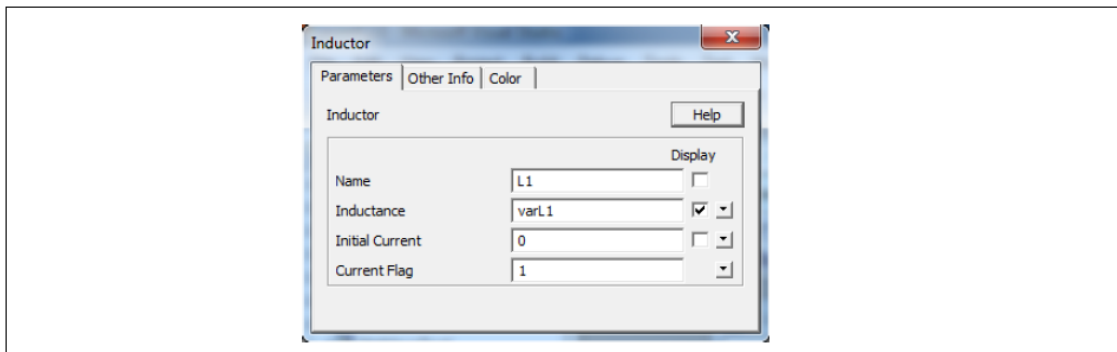 Inductor
Parameters Other Info Color
Inductor Help
Display
Name L1
Inductance varL1
Initial Current 0
Current Flag 1